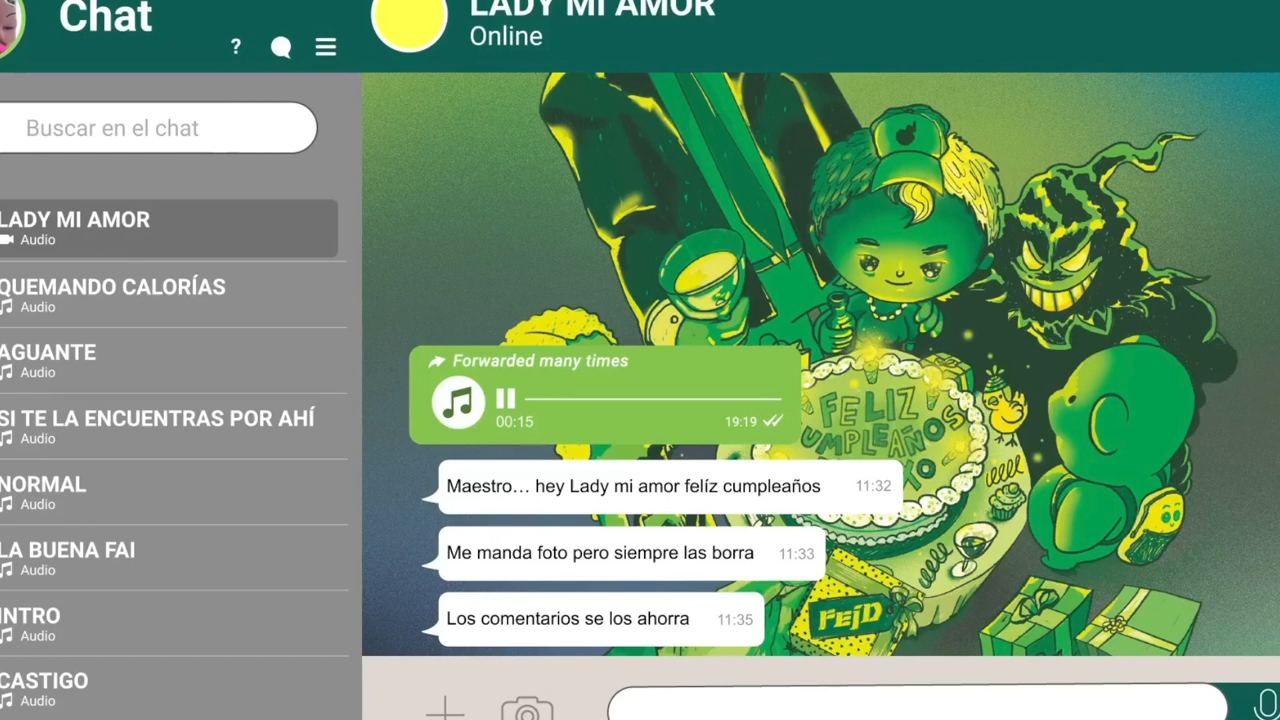 Chat
?
Buscar en el chat
LADY MI AMOR
Audio
QUEMANDO CALORÍAS
Audio
AGUANTE
Audio
SI TE LA ENCUENTRAS POR AHÍ
Audio
NORMAL
Audio
LA BUENA FAI
Audio
INTRO
Audio
CASTIGO
Audio
LADY MI AMOR
Online
Forwarded many times
00:15
19:19
FELIZ
CUMPLEAÑOS
Maestro... hey Lady mi amor felíz cumpleaños 11:32
Me manda foto pero siempre las borra 11:33
Los comentarios se los ahorra 11:35
FEID